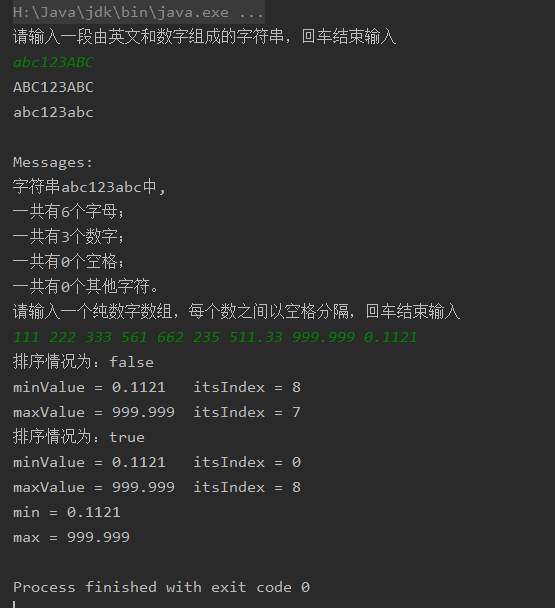 H:\Java\jdk\bin\java.exe ...
请输入一段由英文和数字组成的字符串，回车结束输入
abc123ABC
ABC123ABC
abc123abc
Messages:
字符串abc123abc中,
一共有6个字母；
一共有3个数字；
一共有0个空格；
一共有0个其他字符。
请输入一个纯数字数组，每个数之间以空格分隔，回车结束输入
111 222 333 561 662 235 511.33 999.999 0.1121
排序情况为：false
minValue = 0.1121   itsIndex = 8
maxValue = 999.999  itsIndex = 7
排序情况为：true
minValue = 0.1121   itsIndex = 0
maxValue = 999.999  itsIndex = 8
min = 0.1121
max = 999.999
Process finished with exit code 0